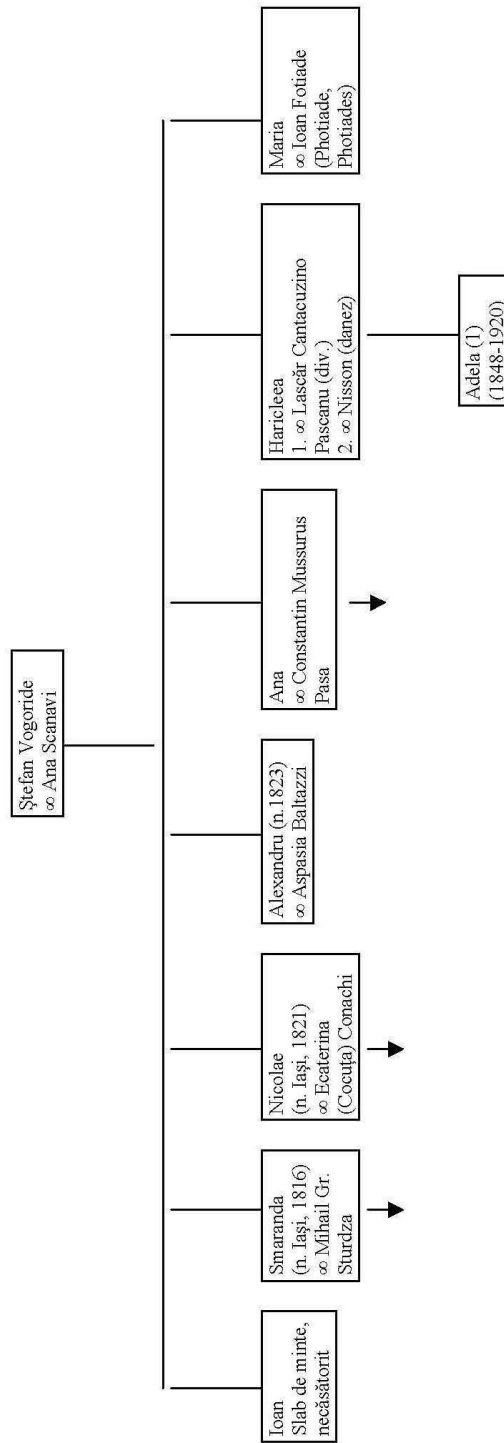 Ştefan Vogoride
∞ Ana Scanavi
Ioan
Slab de minte,
necăsătorit
Smaranda
(n. Iaşi, 1816)
∞ Mihail Gr.
Sturdza
Nicolae
(n. Iaşi, 1821)
∞ Ecaterina
(Cocuţa) Conachi
Alexandru (n.1823)
∞ Aspasia Baltazzi
Ana
∞ Constantin Mussurus
Pasa
Haricleea
1. ∞ Lascăr Cantacuzino
Pascanu (div.)
2. ∞ Nisson (danez)
Maria
∞ Ioan Fotiade
(Photiade,
Photiades)
Adela (1)
(1848-1920)